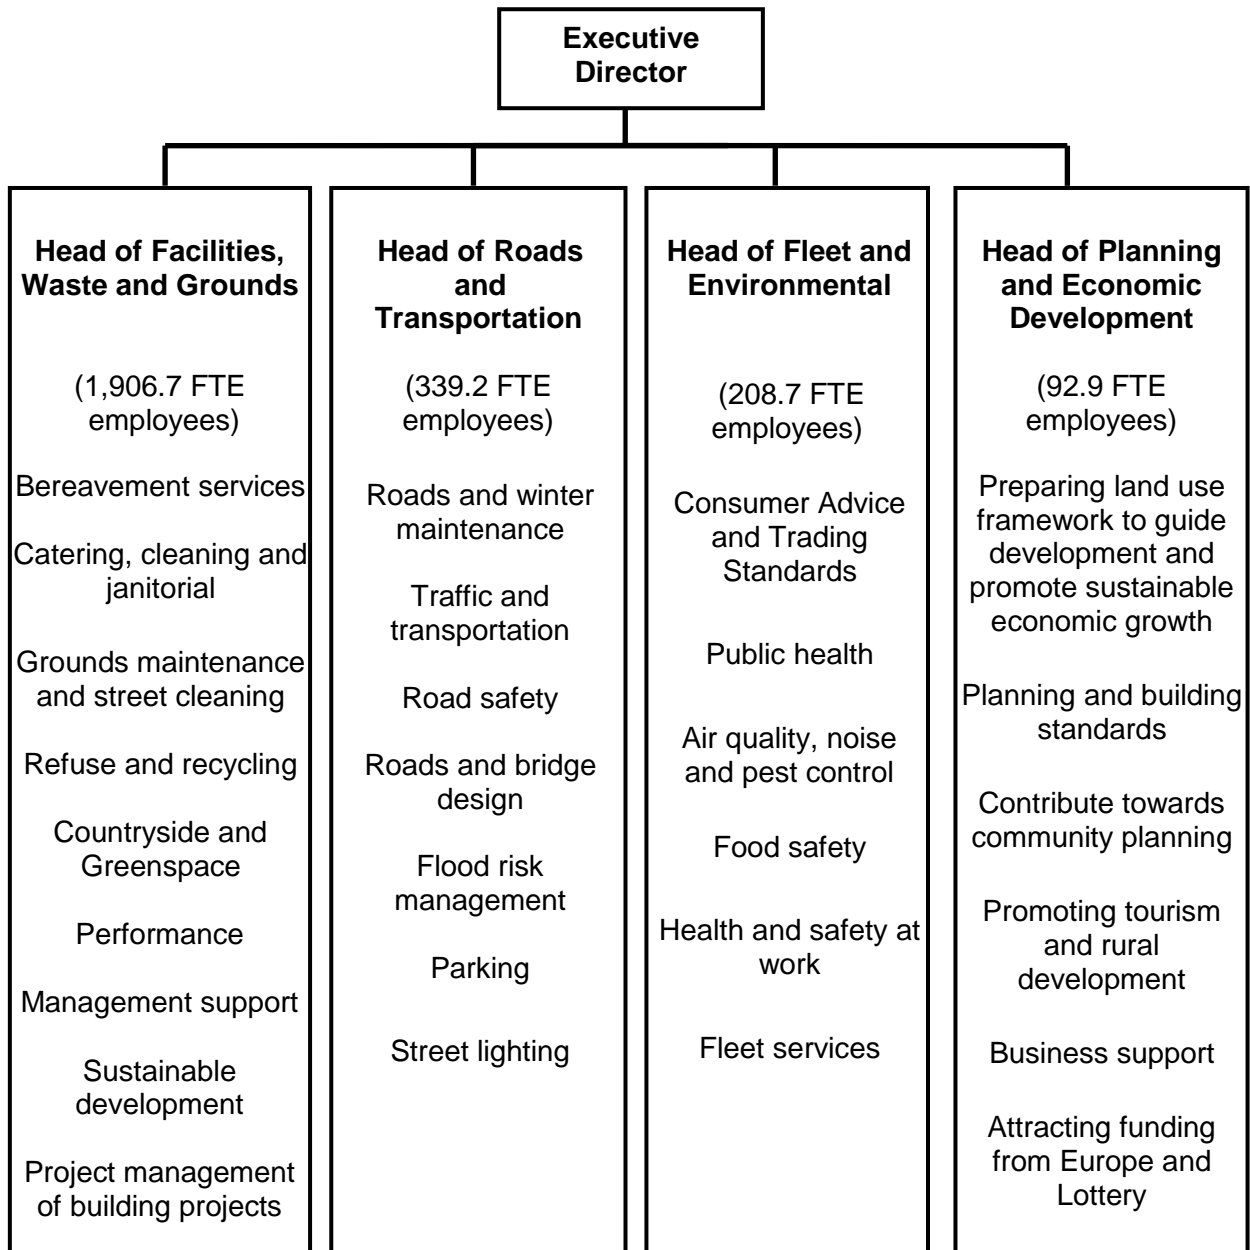 Executive
Director
Head of Facilities,
Waste and Grounds
(1,906.7 FTE
employees)
Bereavement services
Catering, cleaning and
janitorial
Grounds maintenance
and street cleaning
Refuse and recycling
Countryside and
Greenspace
Performance
Management support
Sustainable
development
Project management
of building projects
Head of Roads
and
Transportation
(339.2 FTE
employees)
Roads and winter
maintenance
Traffic and
transportation
Road safety
Roads and bridge
design
Flood risk
management
Parking
Street lighting
Head of Fleet and
Environmental
(208.7 FTE
employees)
Consumer Advice
and Trading
Standards
Public health
Air quality, noise
and pest control
Food safety
Health and safety at
work
Fleet services
Head of Planning
and Economic
Development
(92.9 FTE
employees)
Preparing land use
framework to guide
development and
promote sustainable
economic growth
Planning and building
standards
Contribute towards
community planning
Promoting tourism
and rural
development
Business support
Attracting funding
from Europe and
Lottery